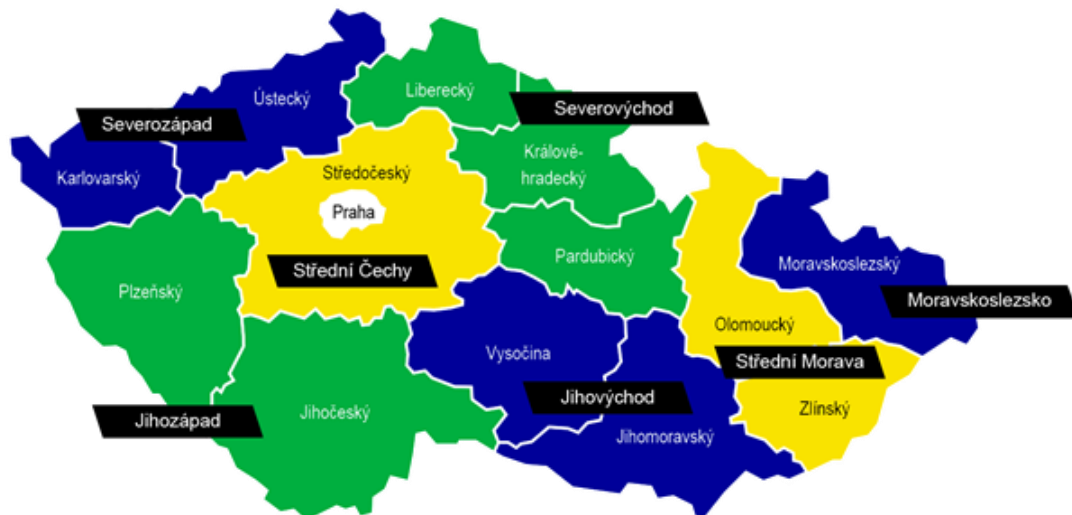 Ústecký
Liberecký
Severovýchod
Severozápad
Karlovarský
Středočeský
Králové-
hradecký
Praha
Plzeňský
Střední Čechy
Pardubický
Moravskoslezský
Moravskoslezsko
Olomoucký
Vysočina
Střední Morava
Jihovýchod
Zlínský
Jihozápad
Jihočeský
Jihomoravský